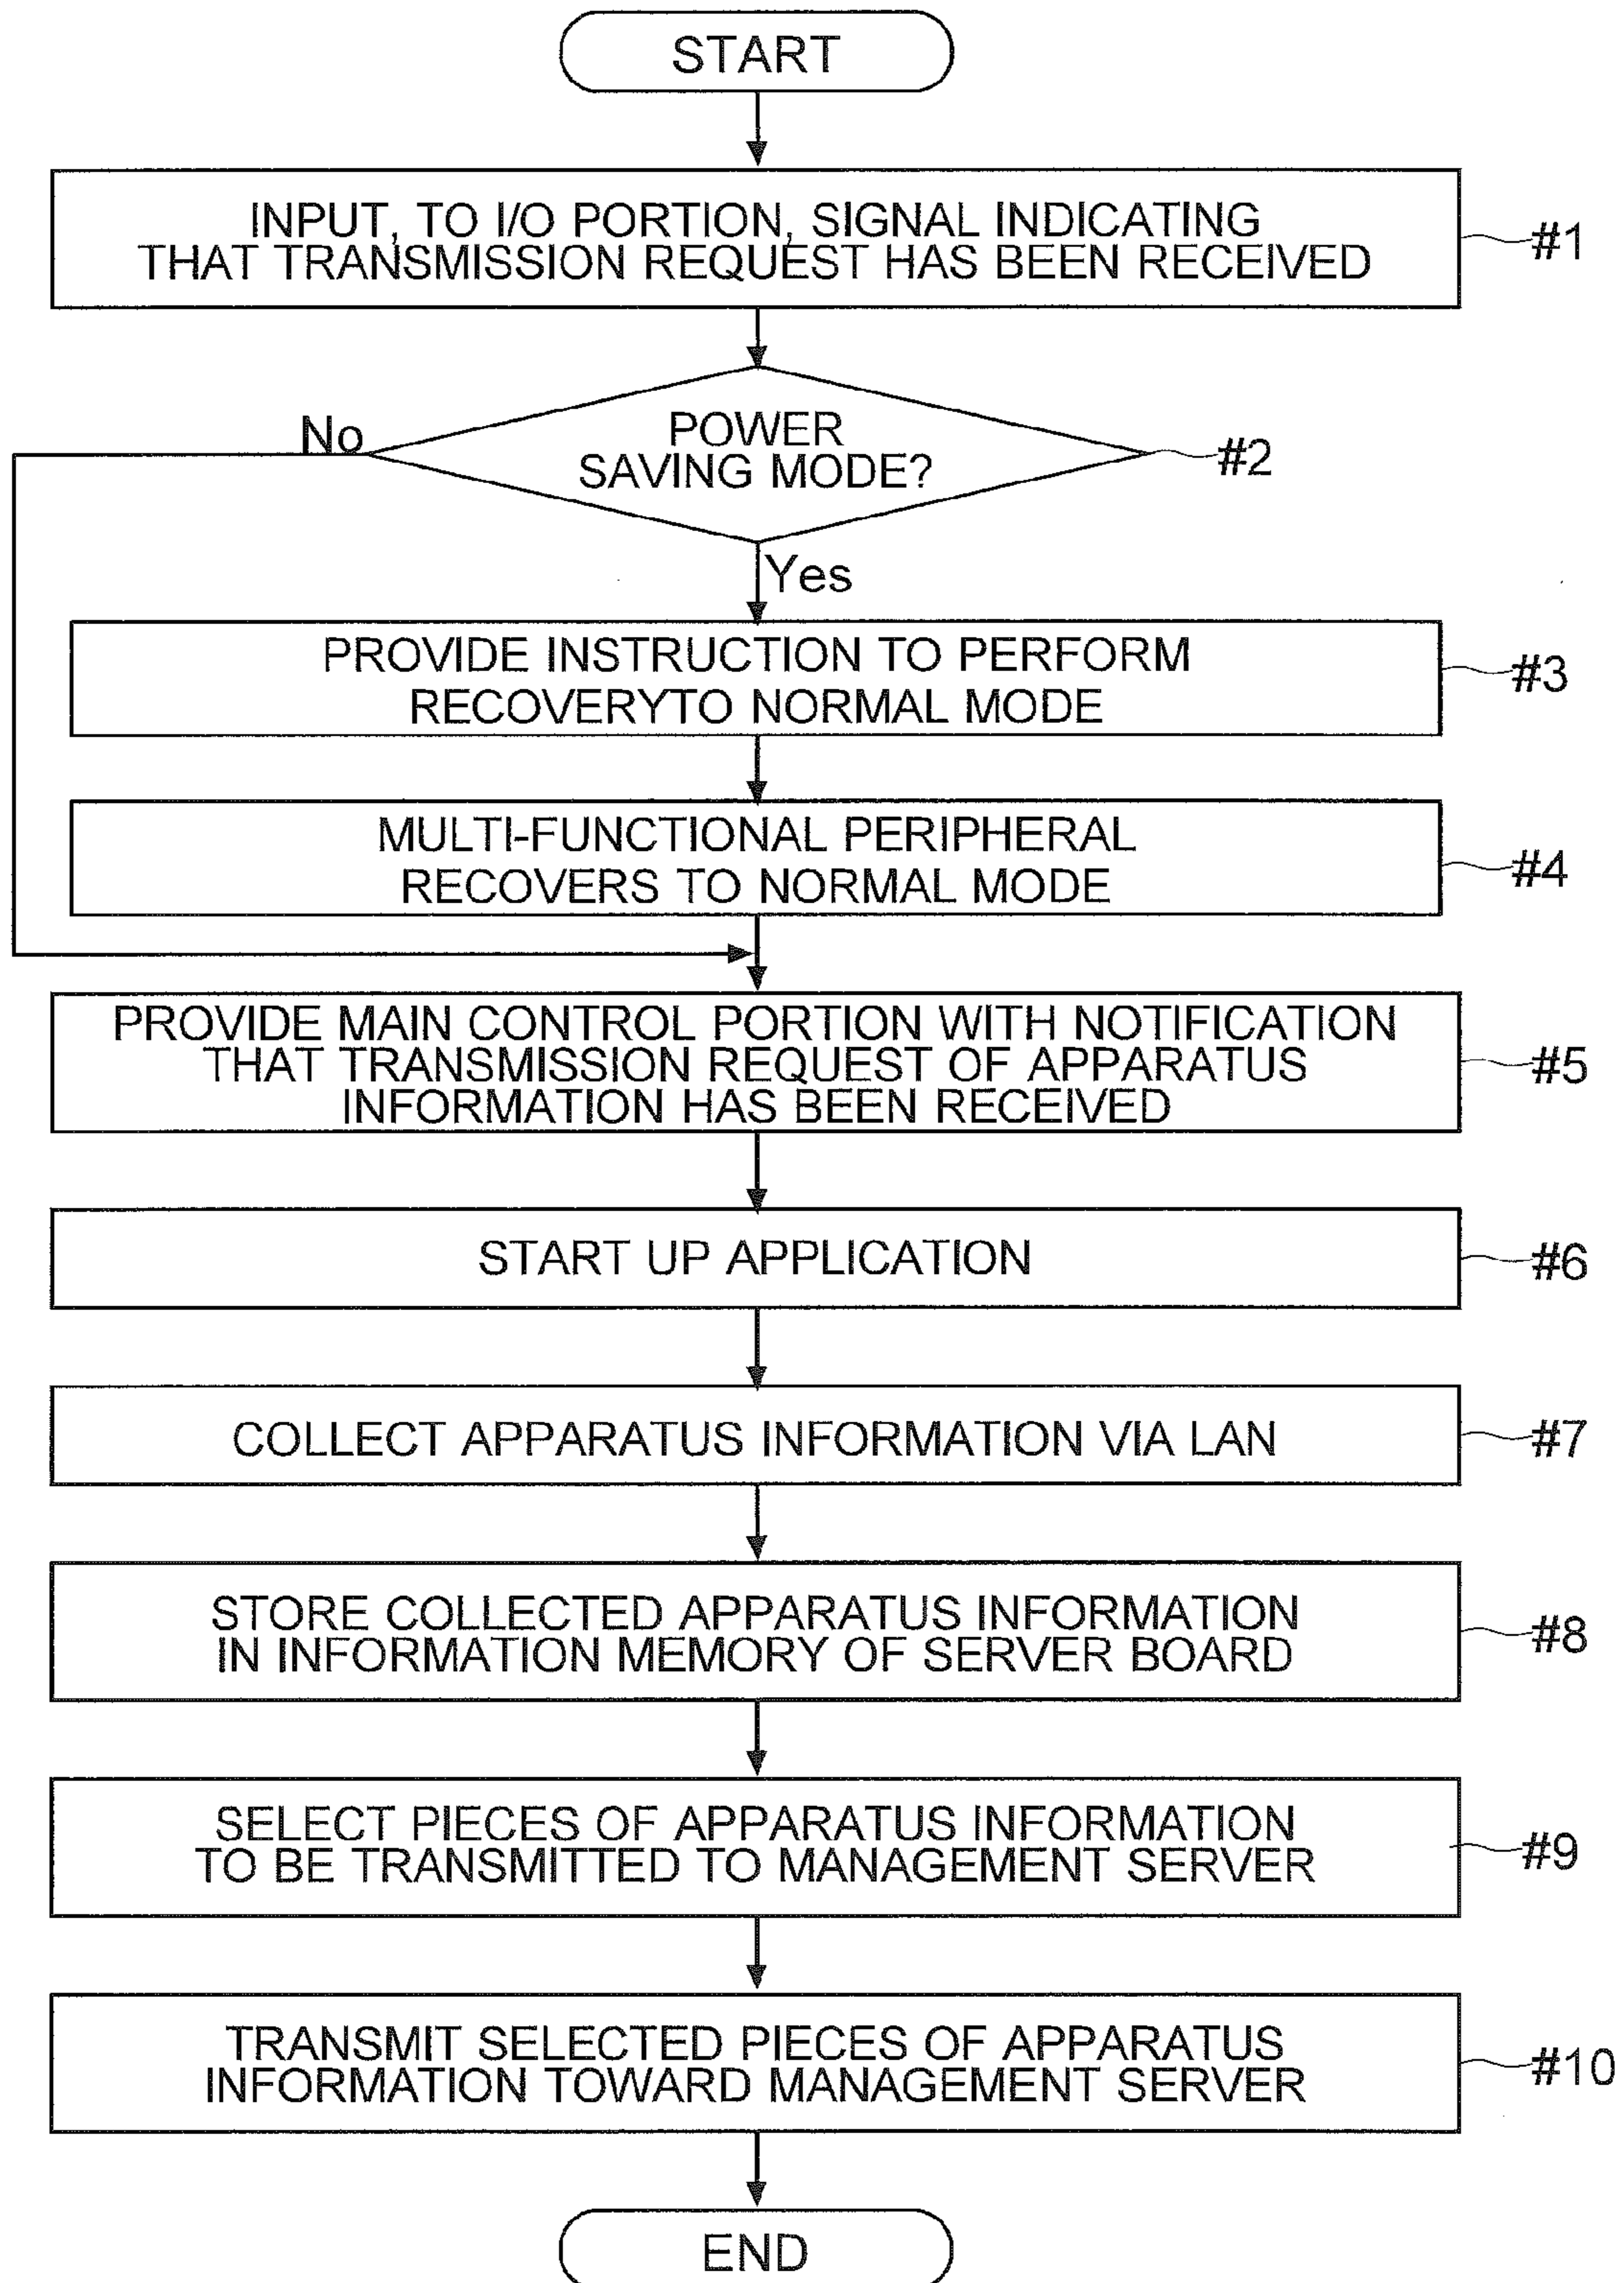 START
INPUT, TO I/O PORTION, SIGNAL INDICATING
THAT TRANSMISSION REQUEST HAS BEEN RECEIVED
#1
No
POWER
SAVING MODE?
#2
Yes
PROVIDE INSTRUCTION TO PERFORM
RECOVERYTO NORMAL MODE
#3
MULTI-FUNCTIONAL PERIPHERAL
RECOVERS TO NORMAL MODE
#4
PROVIDE MAIN CONTROL PORTION WITH NOTIFICATION
THAT TRANSMISSION REQUEST OF APPARATUS
INFORMATION HAS BEEN RECEIVED
#5
START UP APPLICATION
#6
COLLECT APPARATUS INFORMATION VIA LAN
#7
STORE COLLECTED APPARATUS INFORMATION
IN INFORMATION MEMORY OF SERVER BOARD
#8
SELECT PIECES OF APPARATUS INFORMATION
TO BE TRANSMITTED TO MANAGEMENT SERVER
#9
TRANSMIT SELECTED PIECES OF APPARATUS
INFORMATION TOWARD MANAGEMENT SERVER
#10
END